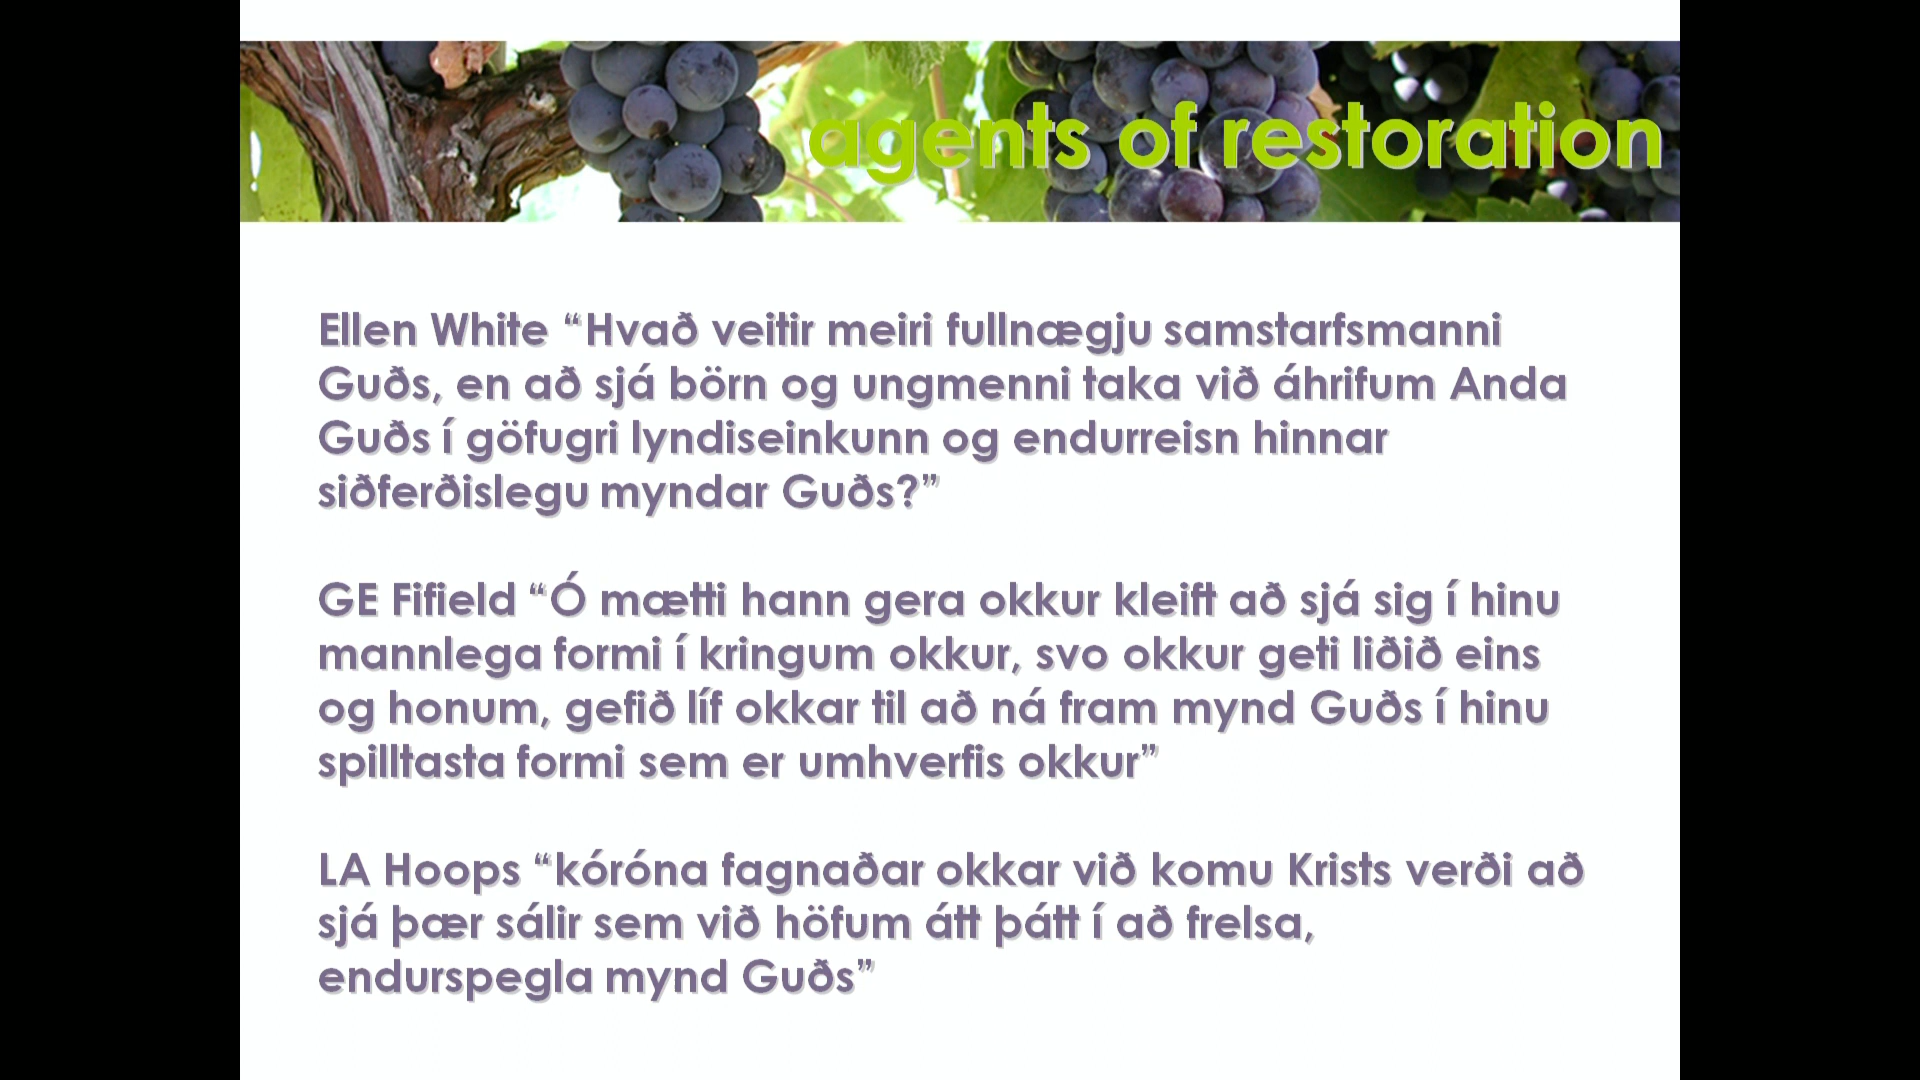 agents of restoration
Ellen White “Hvað veitir meiri fullnægju samstarfsmanni
Guðs, en að sjá börn og ungmenni taka við áhrifum Anda
Guðs í göfugri lyndiseinkunn og endurreisn hinnar
siðferðislegu myndar Guðs?”
GE Fifield “Ó mætti hann gera okkur kleift að sjá sig í hinu
mannlega formi í kringum okkur, svo okkur geti liðið eins
og honum, gefið líf okkar til að ná fram mynd Guðs í hinu
spilltasta formi sem er umhverfis okkur”
LA Hoops “kóróna fagnaðar okkar við komu Krists verði að
sjá þær sálir sem við höfum átt þátt í að frelsa,
endurspegla mynd Guðs”